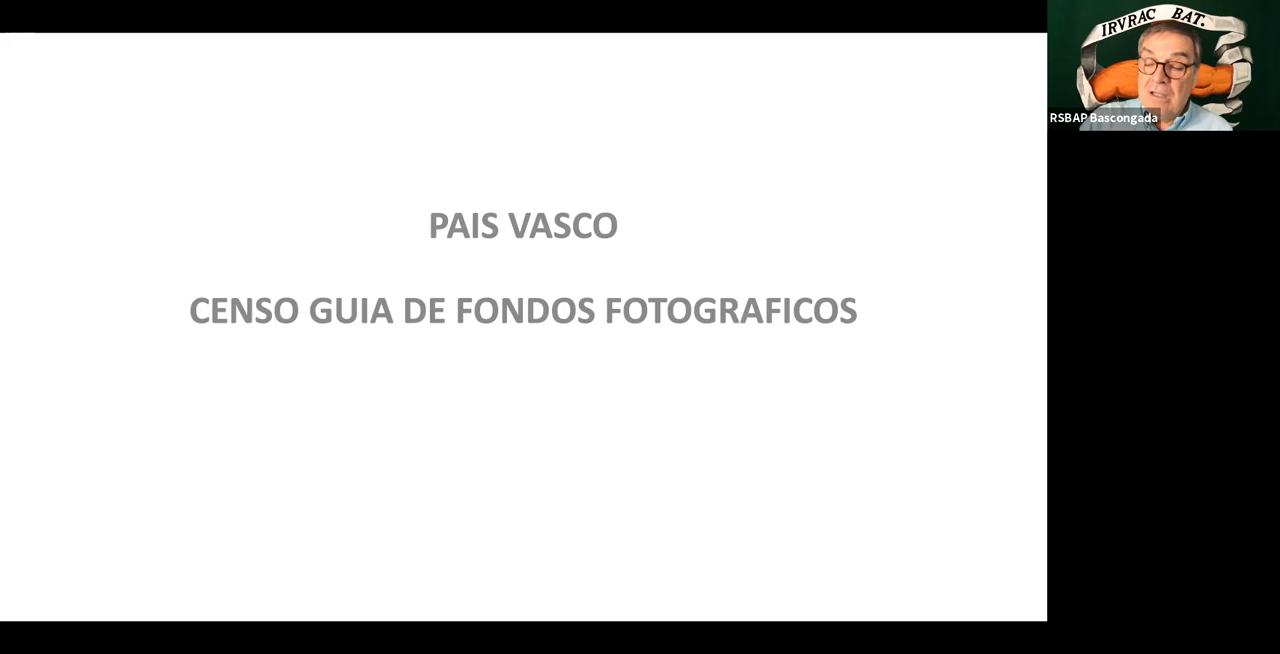 PAIS VASCO
CENSO GUIA DE FONDOS FOTOGRAFICOS
IRVRAC BAT.
RSBAP Bascongada